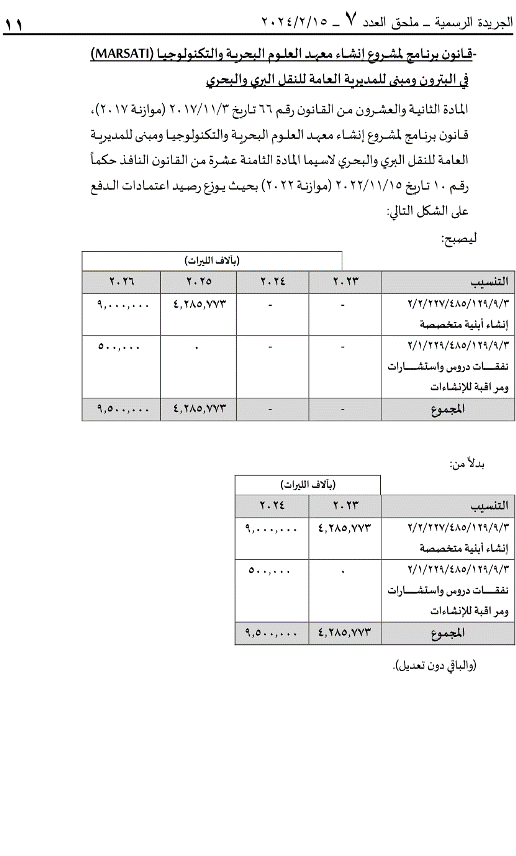 الجريدة الرسمية ــ ملحق العدد ٧ ــ ٢٠٢٤/٢/١٥ ١١
-قانون برنامج لمشروع إنشاء معهد العلوم البحرية والتكنولوجيا (MARSATI)
في البترون ومبنى للمديرية العامة للنقل البري والبحري
المادة الثانية والعشرون من القانون رقم ٦٦ تاريخ ٢٠١٧/١١/٣ (موازنة ٢٠١٧)،
قانون برنامج لمشروع إنشاء معهد العلوم البحرية والتكنولوجيا ومبنى للمديرية
العامة للنقل البري والبحري لاسيما المادة الثامنة عشرة من القانون النافذ حكماً
رقم ١٠ تاريخ ٢٠٢٢/١١/١٥ (موازنة ٢٠٢٢) بحيث يوزع رصيد اعتمادات الدفع
على الشكل التالي:
ليصبح:
(بآلاف الليرات)
التنسيب ٢٠٢٣ ٢٠٢٤ ٢٠٢٥ ٢٠٢٦
٢/٢/٢٢٧/٤٨٥/١٢٩/٩/٣ - - ٤,٢٨٥,٧٧٣ ٩,٠٠٠,٠٠٠
إنشاء أبنية متخصصة
٢/١/٢٢٩/٤٨٥/١٢٩/٩/٣ - - ٠ ٥٠٠,٠٠٠
نفقات دروس واستشارات
ومراقبة للإنشاءات
المجموع - - ٤,٢٨٥,٧٧٣ ٩,٥٠٠,٠٠٠
بدلاً من:
(بآلاف الليرات)
التنسيب ٢٠٢٣ ٢٠٢٤
٢/٢/٢٢٧/٤٨٥/١٢٩/٩/٣ ٤,٢٨٥,٧٧٣ ٩,٠٠٠,٠٠٠
إنشاء أبنية متخصصة
٢/١/٢٢٩/٤٨٥/١٢٩/٩/٣ ٠ ٥٠٠,٠٠٠
نفقات دروس واستشارات
ومراقبة للإنشاءات
المجموع ٤,٢٨٥,٧٧٣ ٩,٥٠٠,٠٠٠
(والباقي دون تعديل).